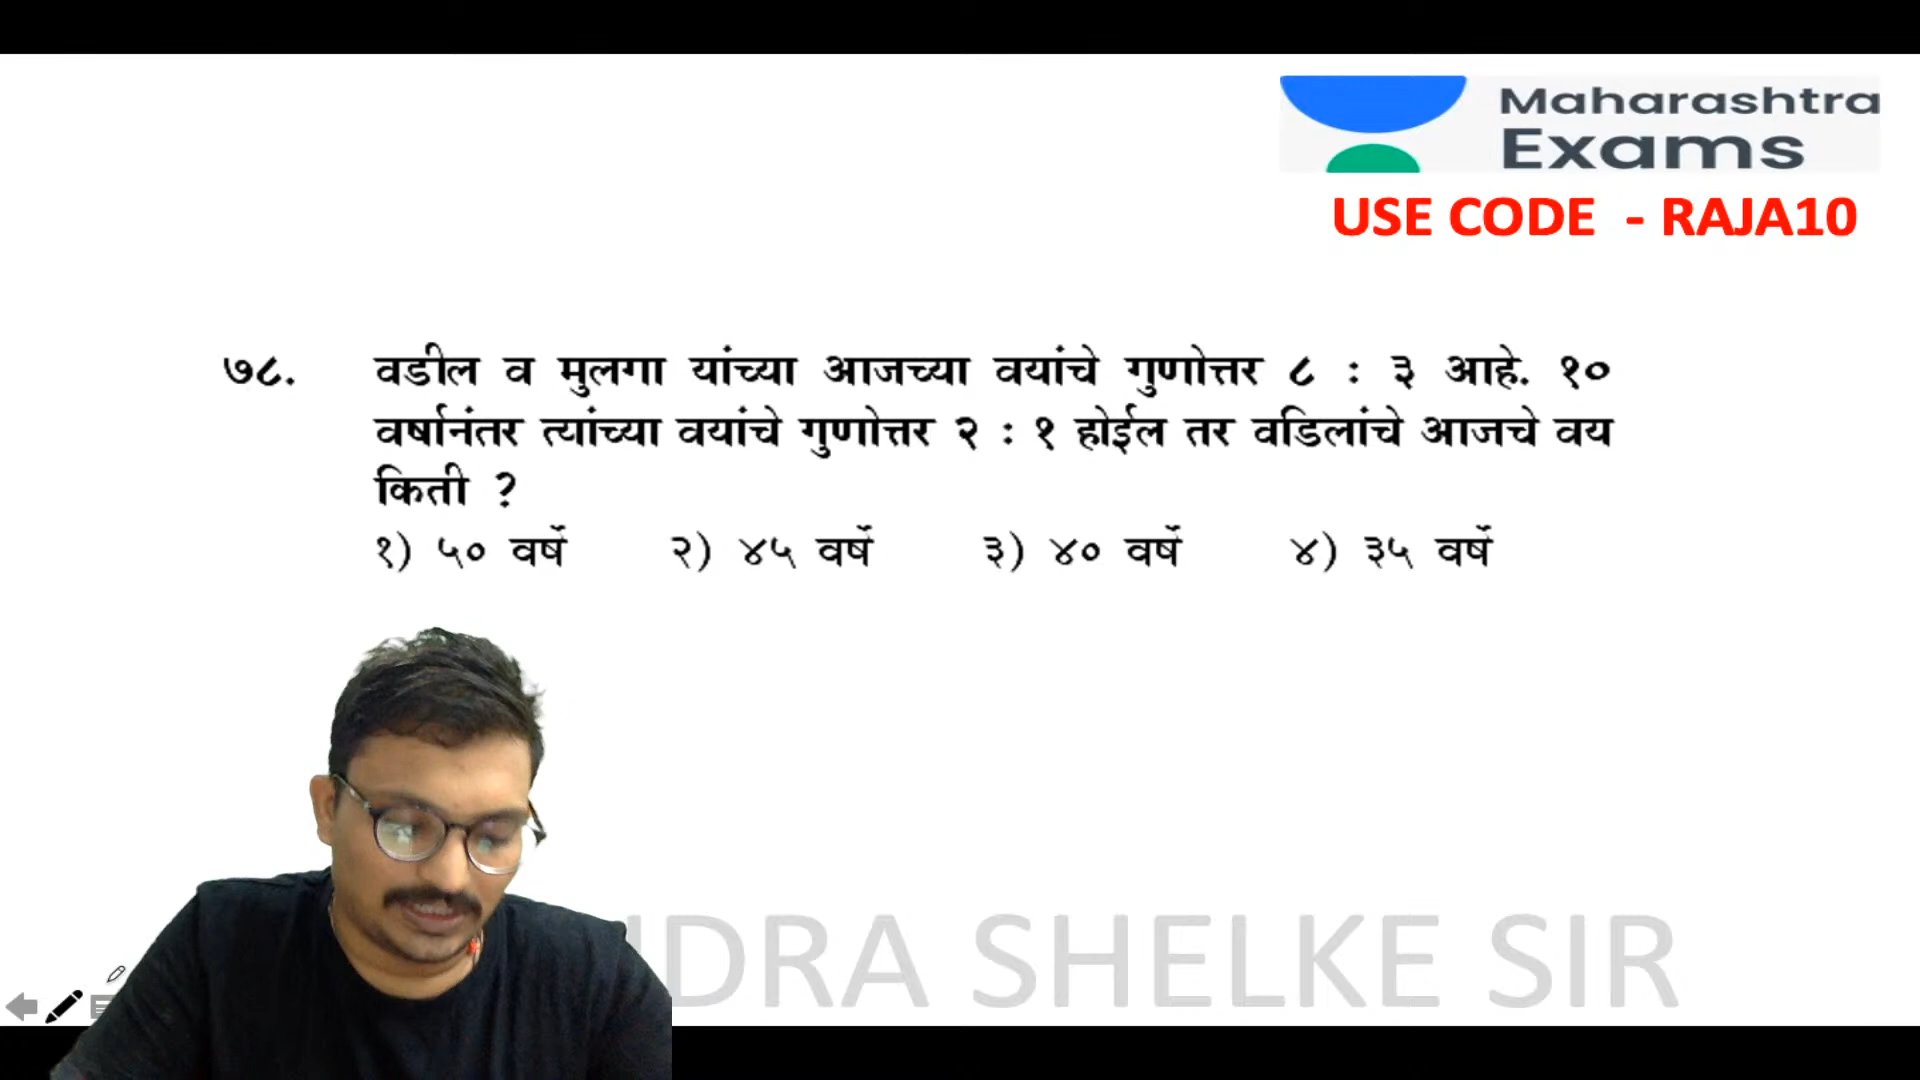 Maharashtra
Exams
USE CODE - RAJA10
७८. वडील व मुलगा यांच्या आजच्या वयांचे गुणोत्तर ८ : ३ आहे. १०
वर्षानंतर त्यांच्या वयांचे गुणोत्तर २ : १ होईल तर वडिलांचे आजचे वय
किती ?
१) ५० वर्षे २) ४५ वर्षे ३) ४० वर्षे ४) ३५ वर्षे
DRA SHELKE SIR